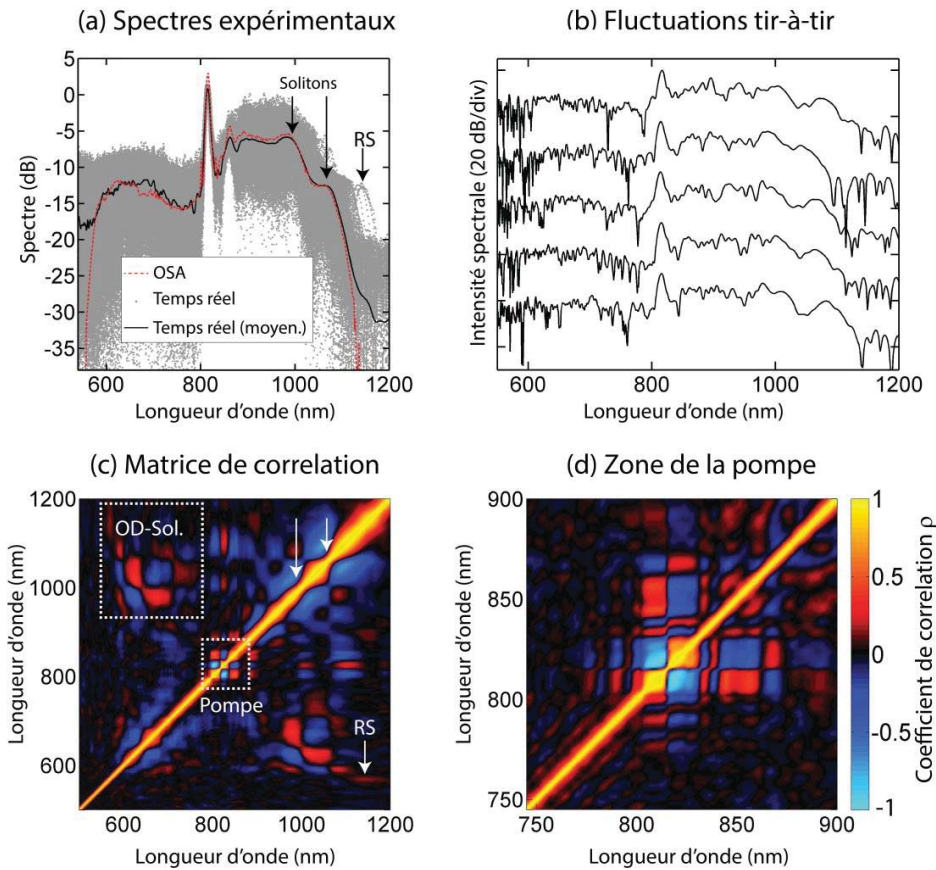 (a) Spectres expérimentaux
5
0
-5
-10
-15
-20
-25
-30
-35
Spectre (dB)
Solitons
RS
OSA
Temps réel
Temps réel (moyen.)
600 800 1000 1200
Longueur d'onde (nm)
(b) Fluctuations tir-à-tir
Intensité spectrale (20 dB/div)
600 800 1000 1200
Longueur d'onde (nm)
(c) Matrice de correlation
1200
1000
800
600
Longueur d'onde (nm)
OD-Sol.
Pompe
RS
600 800 1000 1200
Longueur d'onde (nm)
(d) Zone de la pompe
900
850
800
750
Longueur d'onde (nm)
750 800 850 900
Longueur d'onde (nm)
1
0.5
0
-0.5
-1
Coefficient de correlation ρ